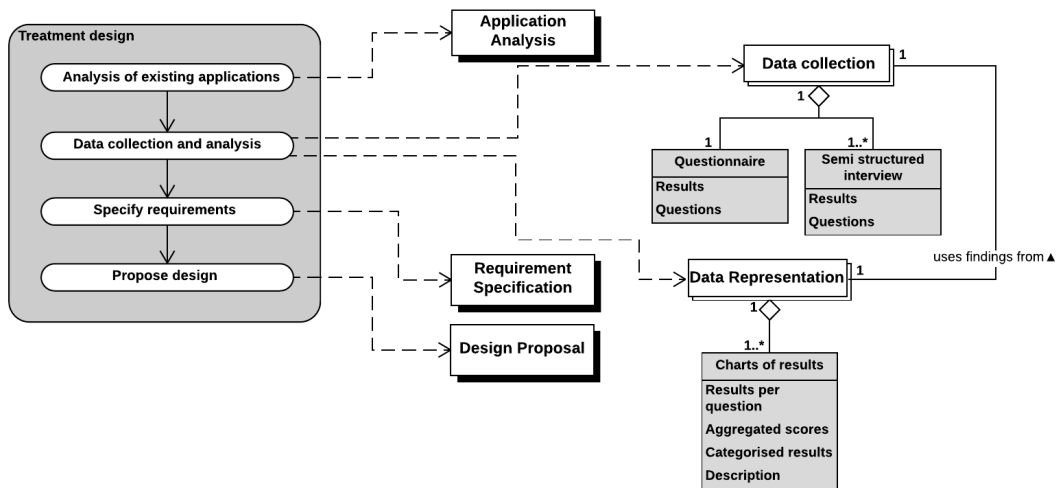 Treatment design
Analysis of existing applications
Data collection and analysis
Specify requirements
Propose design
Application
Analysis
Requirement
Specification
Design Proposal
Data collection
1
1
1
1..*
Questionnaire
Results
Questions
Semi structured
interview
Results
Questions
uses findings from ▲
Data Representation
1
1
1..*
Charts of results
Results per
question
Aggregated scores
Categorised results
Description